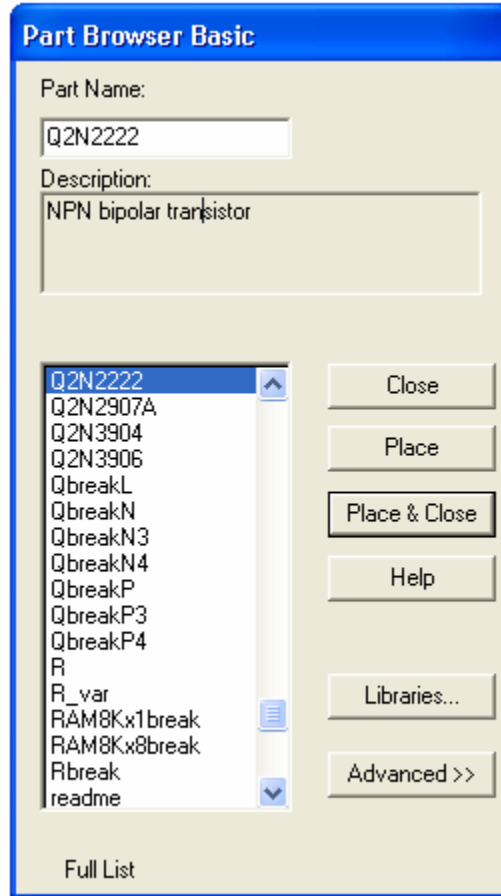 Part Browser Basic
Part Name:
Q2N2222
Description:
NPN bipolar transistor
Q2N2222
Q2N2907A
Q2N3904
Q2N3906
QbreakL
QbreakN
QbreakN3
QbreakN4
QbreakP
QbreakP3
QbreakP4
R
R_var
RAM8Kx1break
RAM8Kx8break
Rbreak
readme
Close
Place
Place & Close
Help
Libraries...
Advanced >>
Full List